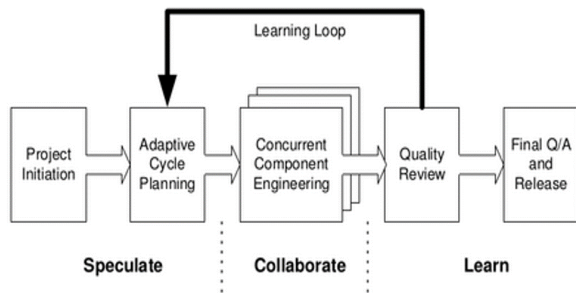 Learning Loop
Project
Initiation
Adaptive
Cycle
Planning
Concurrent
Component
Engineering
Quality
Review
Final Q/A
and
Release
Speculate
Collaborate
Learn